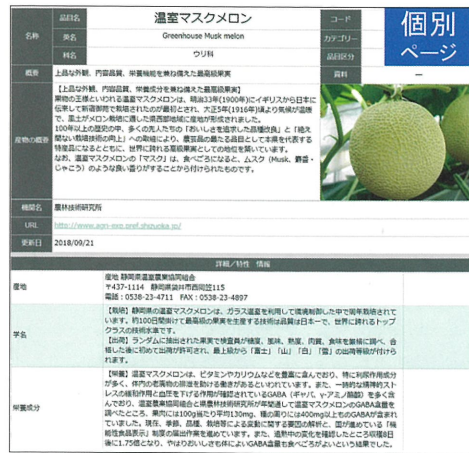 個別
ページ
名称
品目名
温室マスクメロン
コード
英名
Greenhouse Musk melon
カテゴリー
科名
ウリ科
品目区分
概要
上品な外観、内容品質、栄養機能を兼ね備えた最高級果実
資料
－
産物の概要
【上品な外観、内容品質、栄養成分を兼ね備えた最高級果実】
果物の王様といわれる温室マスクメロンは、明治33年(1900年)にイギリスから日本に
伝来して新宿御苑で栽培されたのが最初とされ、大正5年(1916年)頃より気候が温暖
で、風土がメロン栽培に適した県西部地域に産地が形成されました。
100年以上の歴史の中、多くの先人たちの「おいしさを追求した品種改良」と「絶え
間ない栽培技術の向上」への取組により、農芸品の最たる品目として本県を代表する
特産品になるとともに、世界に誇れる高級果実としての地位を築いています。
なお、温室マスクメロンの「マスク」は、食べごろになると、ムスク（Musk、麝香・
じゃこう）のような良い香りがすることから付けられたものです。
機関名
農林技術研究所
URL
http://www.agri-exp.pref.shizuoka.jp/
更新日
2018/09/21
詳細／特性 情報
産地
産地 静岡県温室農業協同組合
〒437-1114 静岡県袋井市西同笠115
電話：0538-23-4711 FAX：0538-23-4897
学名
【栽培】静岡県の温室マスクメロンは、ガラス温室を利用して環境制御した中で周年栽培されて
います。約100日間掛けて最高級の果実を生産する技術は品質は日本一で、世界に誇れるトップ
クラスの技術水準です。
【出荷】ランダムに抽出された果実で検査員が糖度、風味、熟度、肉質、食味を厳格に調べ、合
格した後に初めて出荷が許可され、最上級から「富士」「山」「白」「雪」の出荷等級が付けら
れます。
栄養成分
【栄養】温室マスクメロンは、ビタミンやカリウムなどを豊富に含んでおり、特に利尿作用成分
が多く、体内の老廃物の排泄を助ける働きがあるといわれています。また、一時的な精神的スト
レスの緩和作用と血圧を下げる作用が確認されているGABA（ギャバ、γ-アミノ酪酸）を多く含
んでおり、温室農業協同組合と県農林技術研究所が年間通して温室マスクメロンのGABA含量を
調べたところ、果肉には100g当たり平均130mg、種の周りには400mg以上ものGABAが含まれ
ていました。現在、季節、品種、栽培等による変動に関する要因の解析と、国が進めている「機
能性食品表示」制度の届出作業を進めています。また、追熟中の変化を確認したところ収穫8日
後に1.75倍となり、やはりおいしさも体によいGABA含量も食べごろがよいという結果でした。